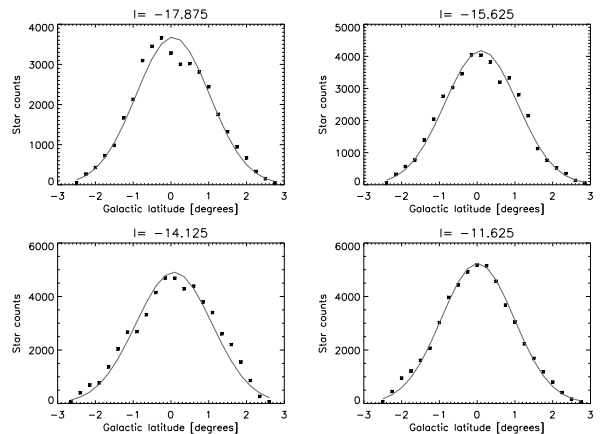 l= -17.875
4000
3000
2000
1000
0
Star counts
-3 -2 -1 0 1 2 3
Galactic latitude [degrees]
l= -15.625
5000
4000
3000
2000
1000
0
Star counts
-3 -2 -1 0 1 2 3
Galactic latitude [degrees]
l= -14.125
6000
4000
2000
0
Star counts
-3 -2 -1 0 1 2 3
Galactic latitude [degrees]
l= -11.625
6000
4000
2000
0
Star counts
-3 -2 -1 0 1 2 3
Galactic latitude [degrees]